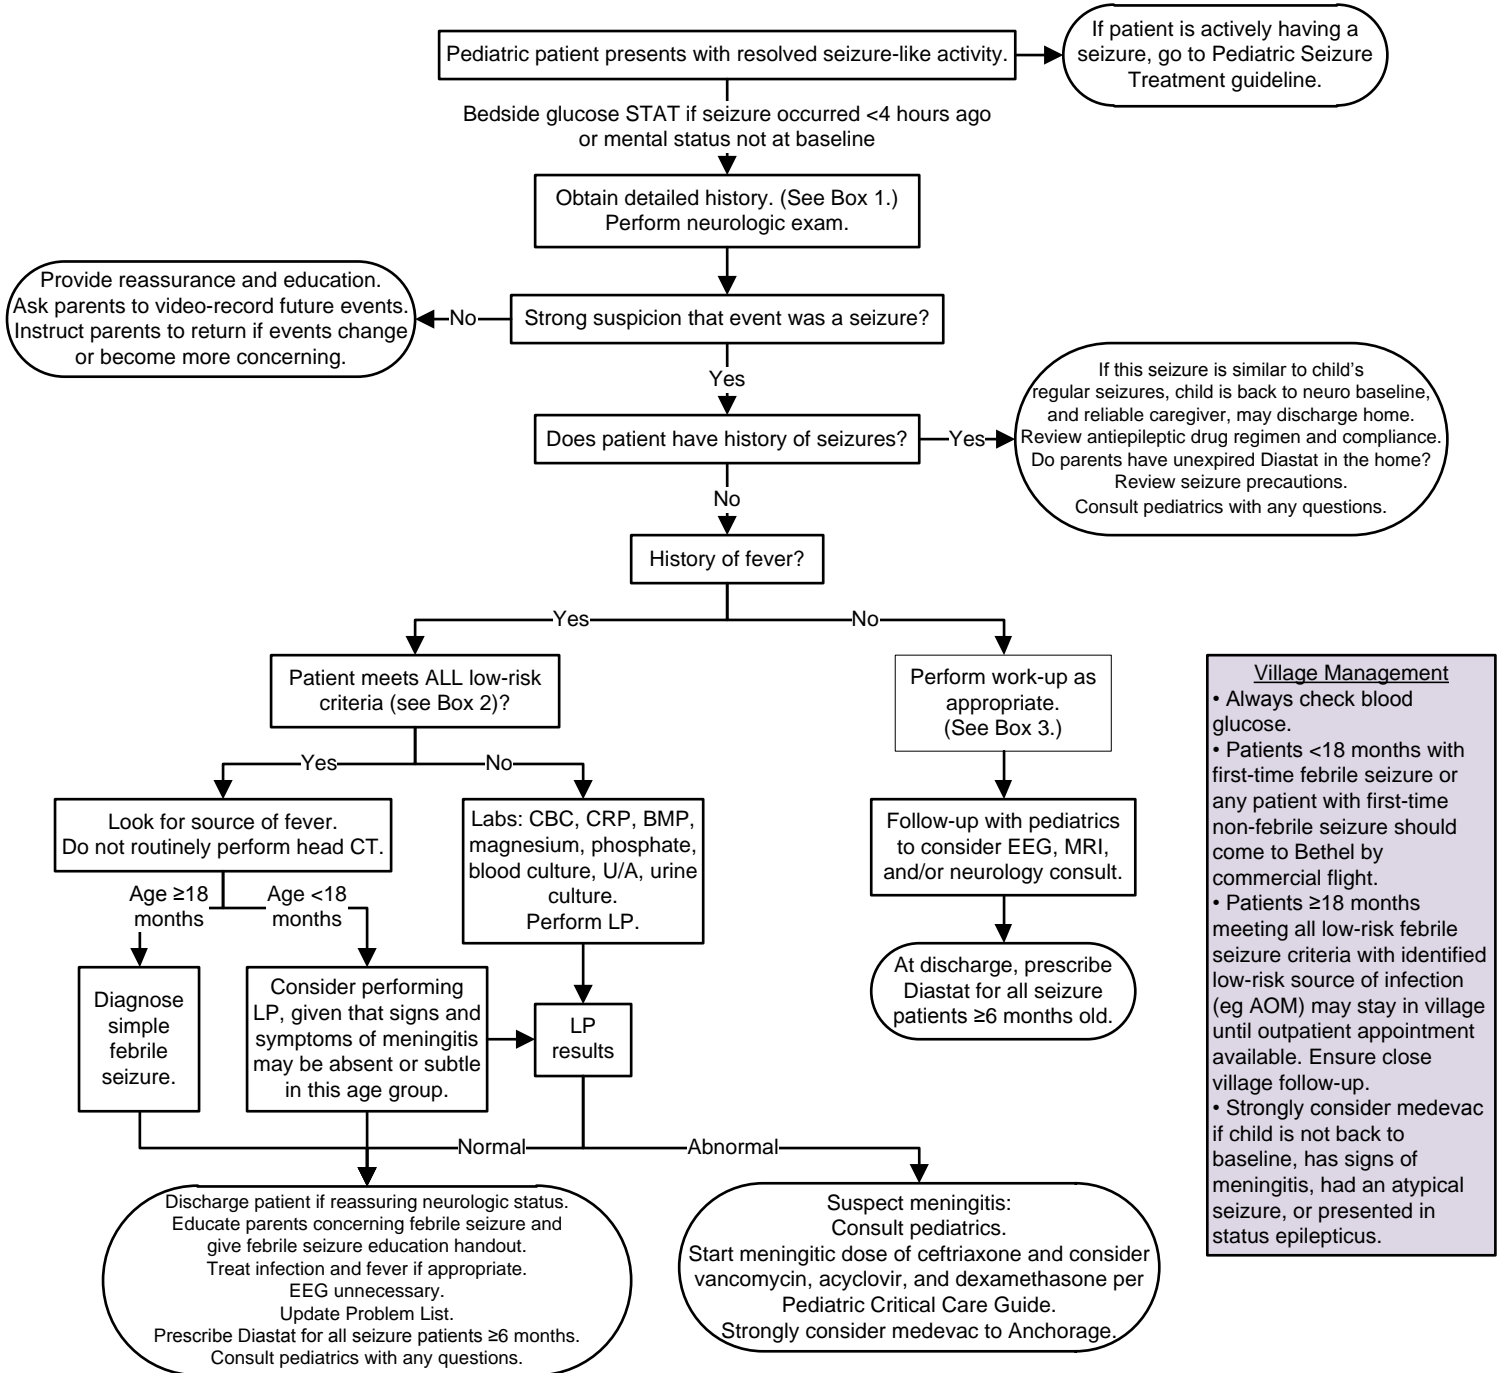 Pediatric patient presents with resolved seizure-like activity.
If patient is actively having a
seizure, go to Pediatric Seizure
Treatment guideline.
Bedside glucose STAT if seizure occurred <4 hours ago
or mental status not at baseline
Obtain detailed history. (See Box 1.)
Perform neurologic exam.
Strong suspicion that event was a seizure?
No
Provide reassurance and education.
Ask parents to video-record future events.
Instruct parents to return if events change
or become more concerning.
Yes
Does patient have history of seizures?
Yes
If this seizure is similar to child's
regular seizures, child is back to neuro baseline,
and reliable caregiver, may discharge home.
Review antiepileptic drug regimen and compliance.
Do parents have unexpired Diastat in the home?
Review seizure precautions.
Consult pediatrics with any questions.
No
History of fever?
Yes
No
Patient meets ALL low-risk
criteria (see Box 2)?
Perform work-up as
appropriate.
(See Box 3.)
Yes
No
Look for source of fever.
Do not routinely perform head CT.
Labs: CBC, CRP, BMP,
magnesium, phosphate,
blood culture, U/A, urine
culture.
Perform LP.
Follow-up with pediatrics
to consider EEG, MRI,
and/or neurology consult.
Age ≥18
months
Age <18
months
Diagnose
simple
febrile
seizure.
Consider performing
LP, given that signs and
symptoms of meningitis
may be absent or subtle
in this age group.
LP
results
At discharge, prescribe
Diastat for all seizure
patients ≥6 months old.
Normal
Abnormal
Discharge patient if reassuring neurologic status.
Educate parents concerning febrile seizure and
give febrile seizure education handout.
Treat infection and fever if appropriate.
EEG unnecessary.
Update Problem List.
Prescribe Diastat for all seizure patients ≥6 months.
Consult pediatrics with any questions.
Suspect meningitis:
Consult pediatrics.
Start meningitic dose of ceftriaxone and consider
vancomycin, acyclovir, and dexamethasone per
Pediatric Critical Care Guide.
Strongly consider medevac to Anchorage.
Village Management
• Always check blood
glucose.
• Patients <18 months with
first-time febrile seizure or
any patient with first-time
non-febrile seizure should
come to Bethel by
commercial flight.
• Patients ≥18 months
meeting all low-risk febrile
seizure criteria with identified
low-risk source of infection
(eg AOM) may stay in village
until outpatient appointment
available. Ensure close
village follow-up.
• Strongly consider medevac
if child is not back to
baseline, has signs of
meningitis, had an atypical
seizure, or presented in
status epilepticus.